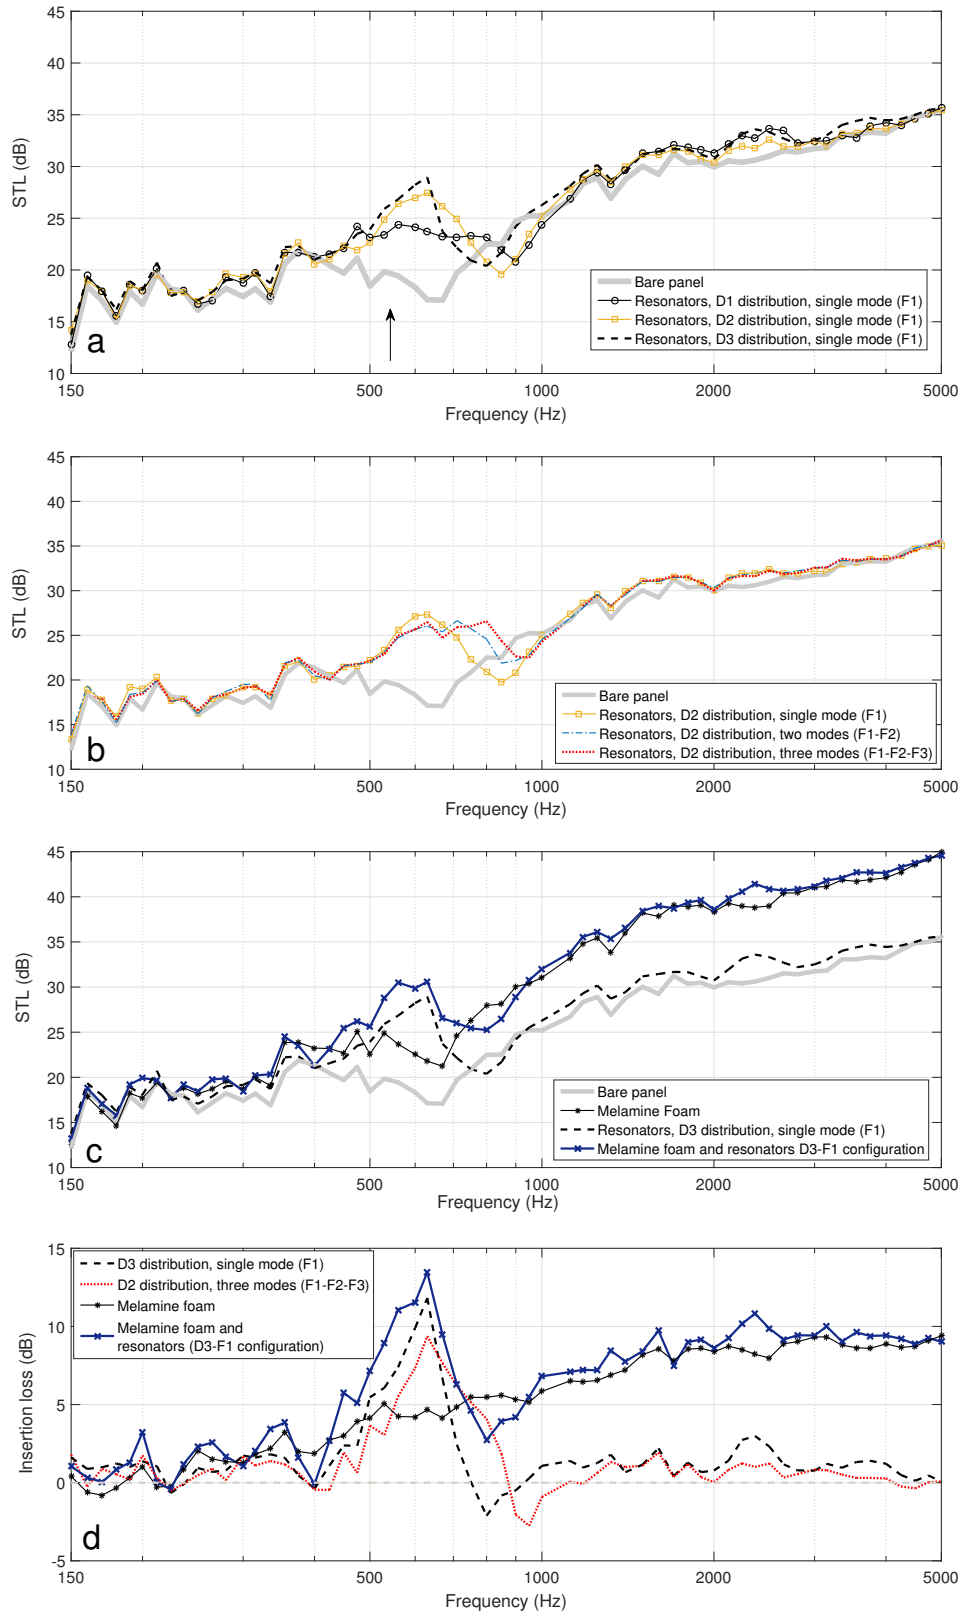 45
40
35
30
25
20
15
10
STL (dB)
a
Bare panel
Resonators, D1 distribution, single mode (F1)
Resonators, D2 distribution, single mode (F1)
Resonators, D3 distribution, single mode (F1)
150
500
1000
2000
5000
Frequency (Hz)
45
40
35
30
25
20
15
10
STL (dB)
b
Bare panel
Resonators, D2 distribution, single mode (F1)
Resonators, D2 distribution, two modes (F1-F2)
Resonators, D2 distribution, three modes (F1-F2-F3)
150
500
1000
2000
5000
Frequency (Hz)
45
40
35
30
25
20
15
10
STL (dB)
c
Bare panel
Melamine Foam
Resonators, D3 distribution, single mode (F1)
Melamine foam and resonators D3-F1 configuration
150
500
1000
2000
5000
Frequency (Hz)
15
10
5
0
-5
Insertion loss (dB)
D3 distribution, single mode (F1)
D2 distribution, three modes (F1-F2-F3)
Melamine foam
Melamine foam and
resonators (D3-F1 configuration)
d
150
500
1000
2000
5000
Frequency (Hz)